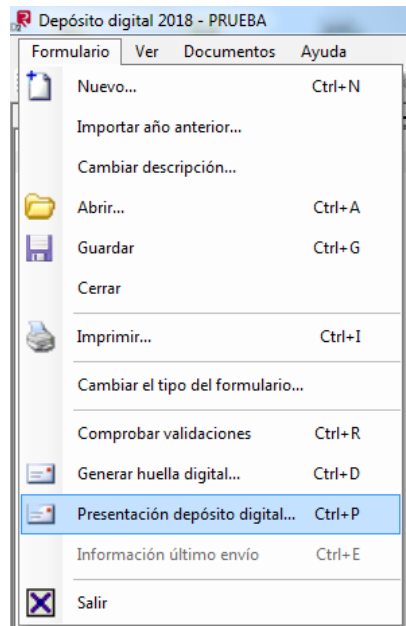 Depósito digital 2018 - PRUEBA
Formulario Ver Documentos Ayuda
Nuevo... Ctrl+N
Importar año anterior...
Cambiar descripción...
Abrir... Ctrl+A
Guardar Ctrl+G
Cerrar
Imprimir... Ctrl+I
Cambiar el tipo del formulario...
Comprobar validaciones Ctrl+R
Generar huella digital... Ctrl+D
Presentación depósito digital... Ctrl+P
Información último envío Ctrl+E
Salir